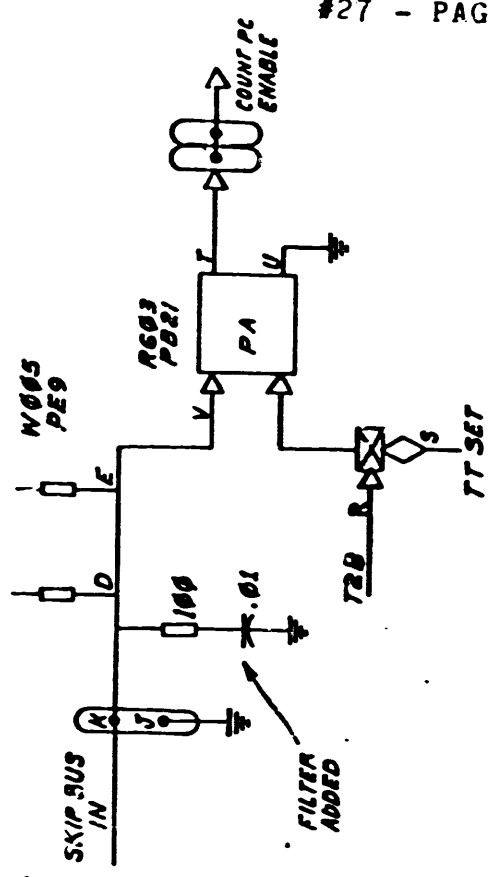 #27 - PAG
COUNT PC
ENABLE
T
U
R603
PB21
PA
V
W005
PE9
E
D
100
.01
K
J
SKIP BUS
IN
FILTER
ADDED
R
T2B
S
TT SET